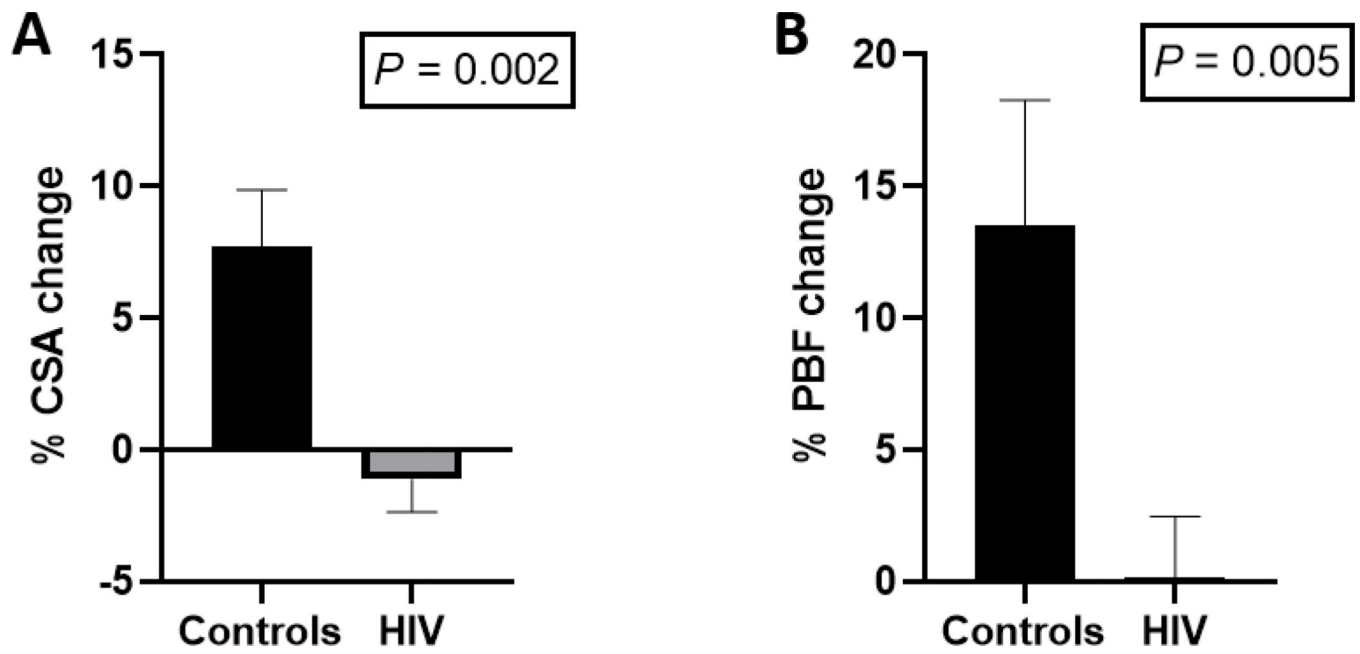 A
P = 0.002
% CSA change
15
10
5
0
-5
Controls HIV
B
P = 0.005
% PBF change
20
15
10
5
0
Controls HIV